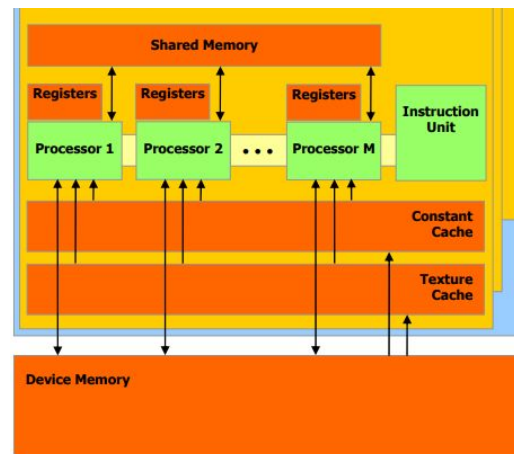 Shared Memory
Registers
Registers
Registers
Processor 1
Processor 2
• • •
Processor M
Instruction
Unit
Constant
Cache
Texture
Cache
Device Memory